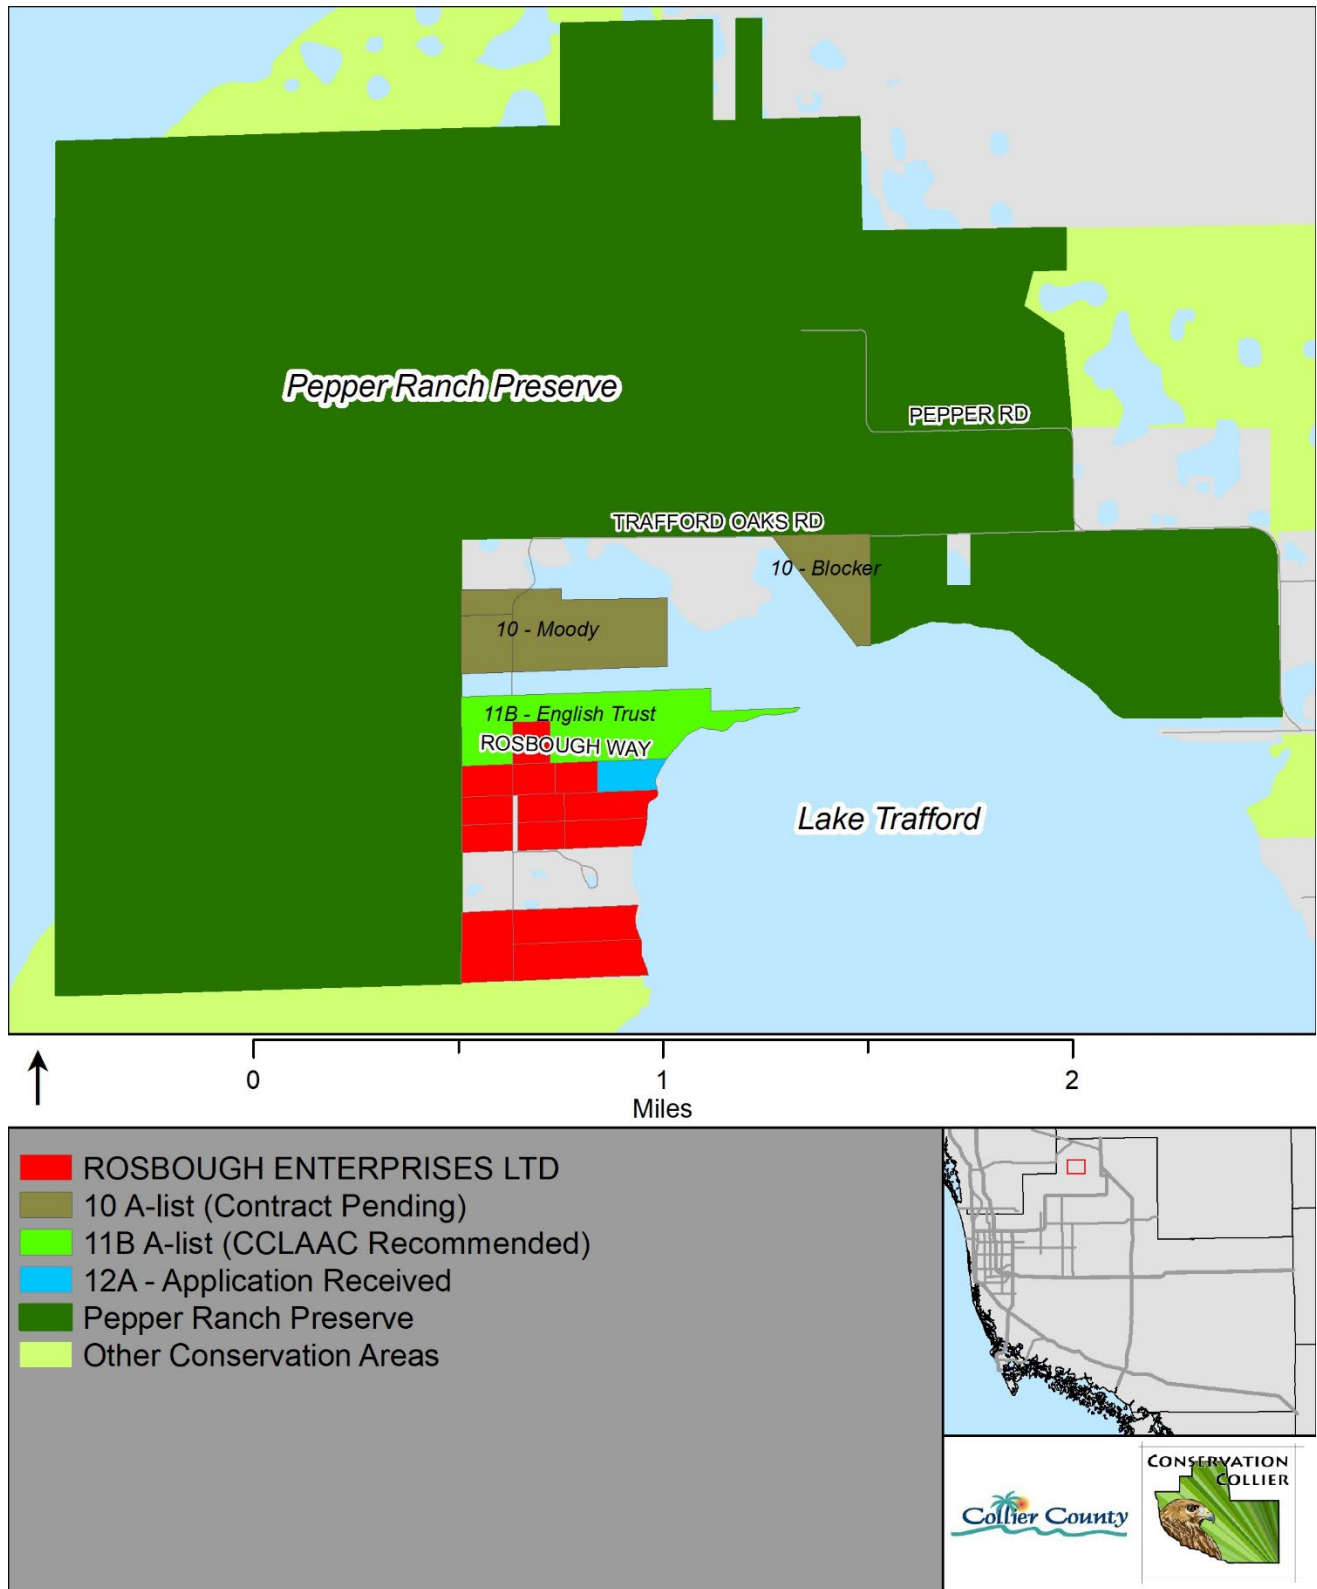 Pepper Ranch Preserve
PEPPER RD
TRAFFORD OAKS RD
10 - Blocker
10 - Moody
11B - English Trust
ROSBOUGH WAY
Lake Trafford
0
1
2
Miles
ROSBOUGH ENTERPRISES LTD
10 A-list (Contract Pending)
11B A-list (CCLAAC Recommended)
12A - Application Received
Pepper Ranch Preserve
Other Conservation Areas
CONSERVATION
COLLIER
Collier County